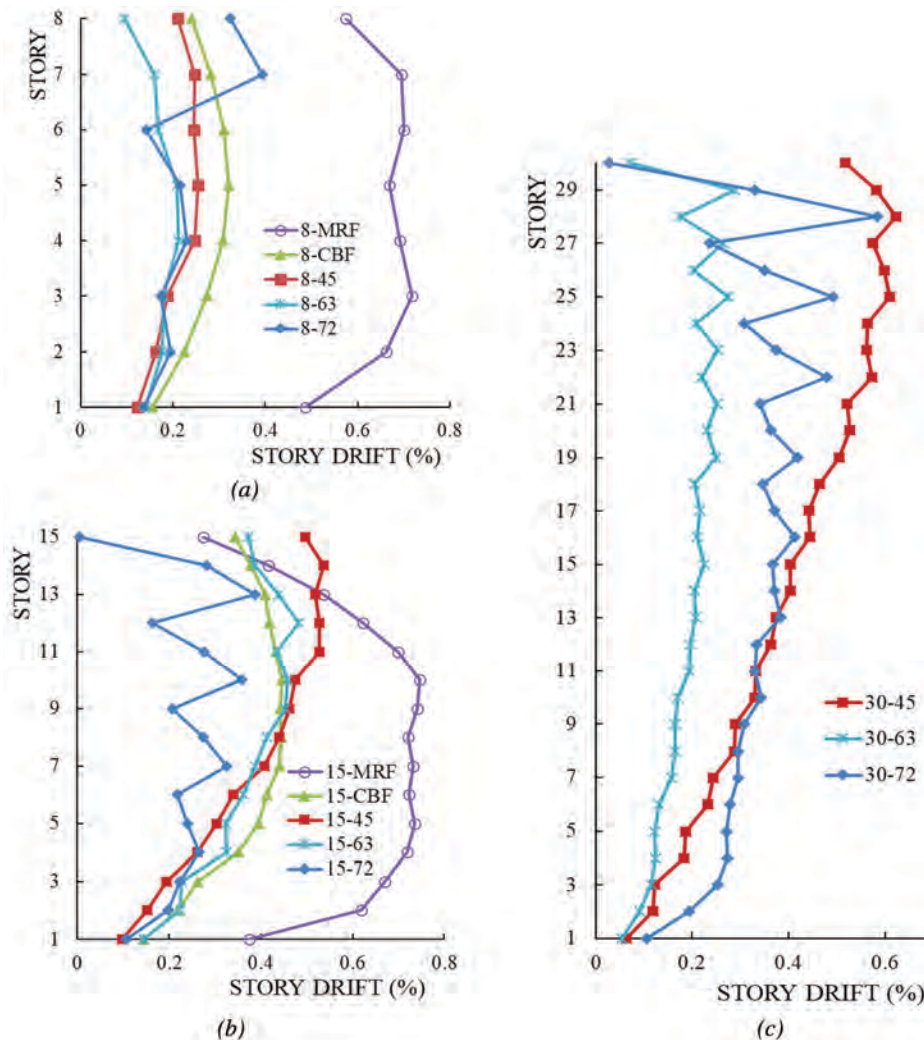 STORY
8
7
6
5
4
3
2
1
8-MRF
8-CBF
8-45
8-63
8-72
0 0.2 0.4 0.6 0.8
STORY DRIFT (%)
(a)
STORY
15
13
11
9
7
5
3
1
15-MRF
15-CBF
15-45
15-63
15-72
0 0.2 0.4 0.6 0.8
STORY DRIFT (%)
(b)
STORY
29
27
25
23
21
19
17
15
13
11
9
7
5
3
1
30-45
30-63
30-72
0 0.2 0.4 0.6
STORY DRIFT (%)
(c)